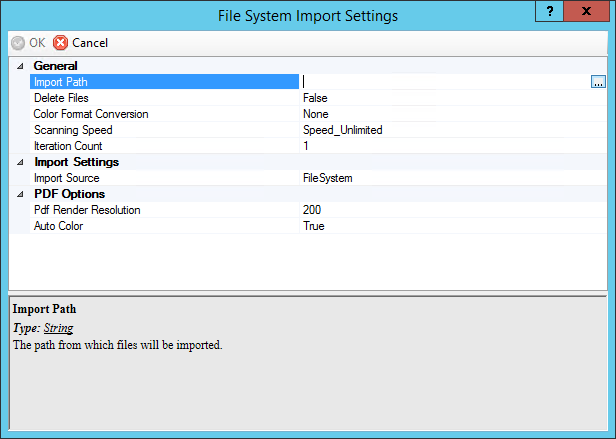 File System Import Settings
? X
OK Cancel
General
Import Path ...
Delete Files False
Color Format Conversion None
Scanning Speed Speed_Unlimited
Iteration Count 1
Import Settings
Import Source FileSystem
PDF Options
Pdf Render Resolution 200
Auto Color True
Import Path
Type: String
The path from which files will be imported.